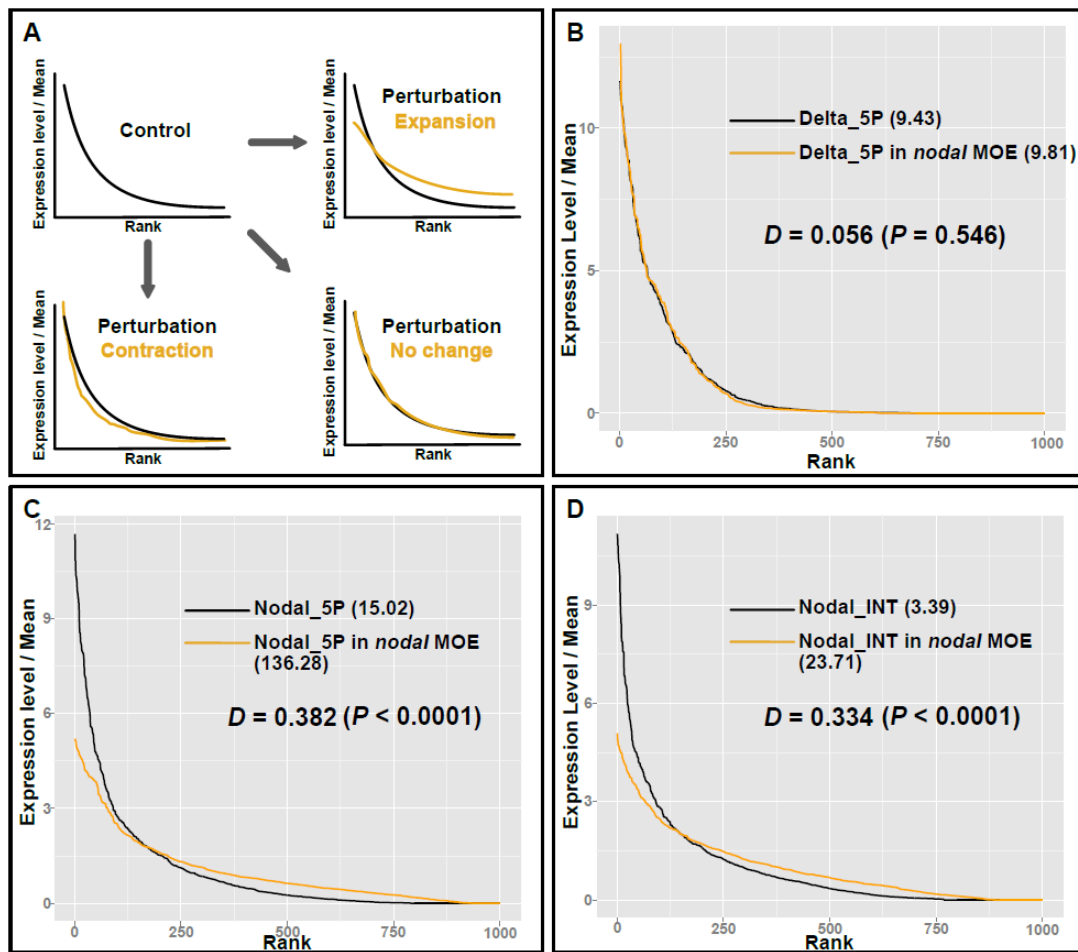 A
Expression level / Mean
Control
Rank
Expression level / Mean
Perturbation
Expansion
Rank
Expression level / Mean
Perturbation
Contraction
Rank
Expression level / Mean
Perturbation
No change
Rank
B
Expression Level / Mean
10
5
0
Delta_5P (9.43)
Delta_5P in nodal MOE (9.81)
D = 0.056 (P = 0.546)
0
250
500
750
1000
Rank
C
Expression level / Mean
12
9
6
3
0
Nodal_5P (15.02)
Nodal_5P in nodal MOE
(136.28)
D = 0.382 (P < 0.0001)
0
250
500
750
1000
Rank
D
Expression Level / Mean
9
6
3
0
Nodal_INT (3.39)
Nodal_INT in nodal MOE
(23.71)
D = 0.334 (P < 0.0001)
0
250
500
750
1000
Rank